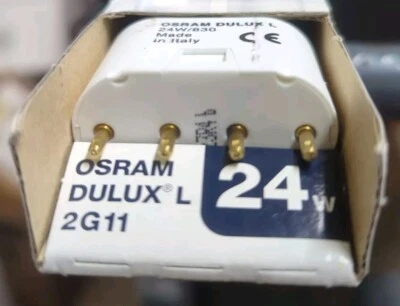 OSRAM DULUX L
24W/830
Made
in Italy
CE
OSRAM
DULUX® L
2G11
24W